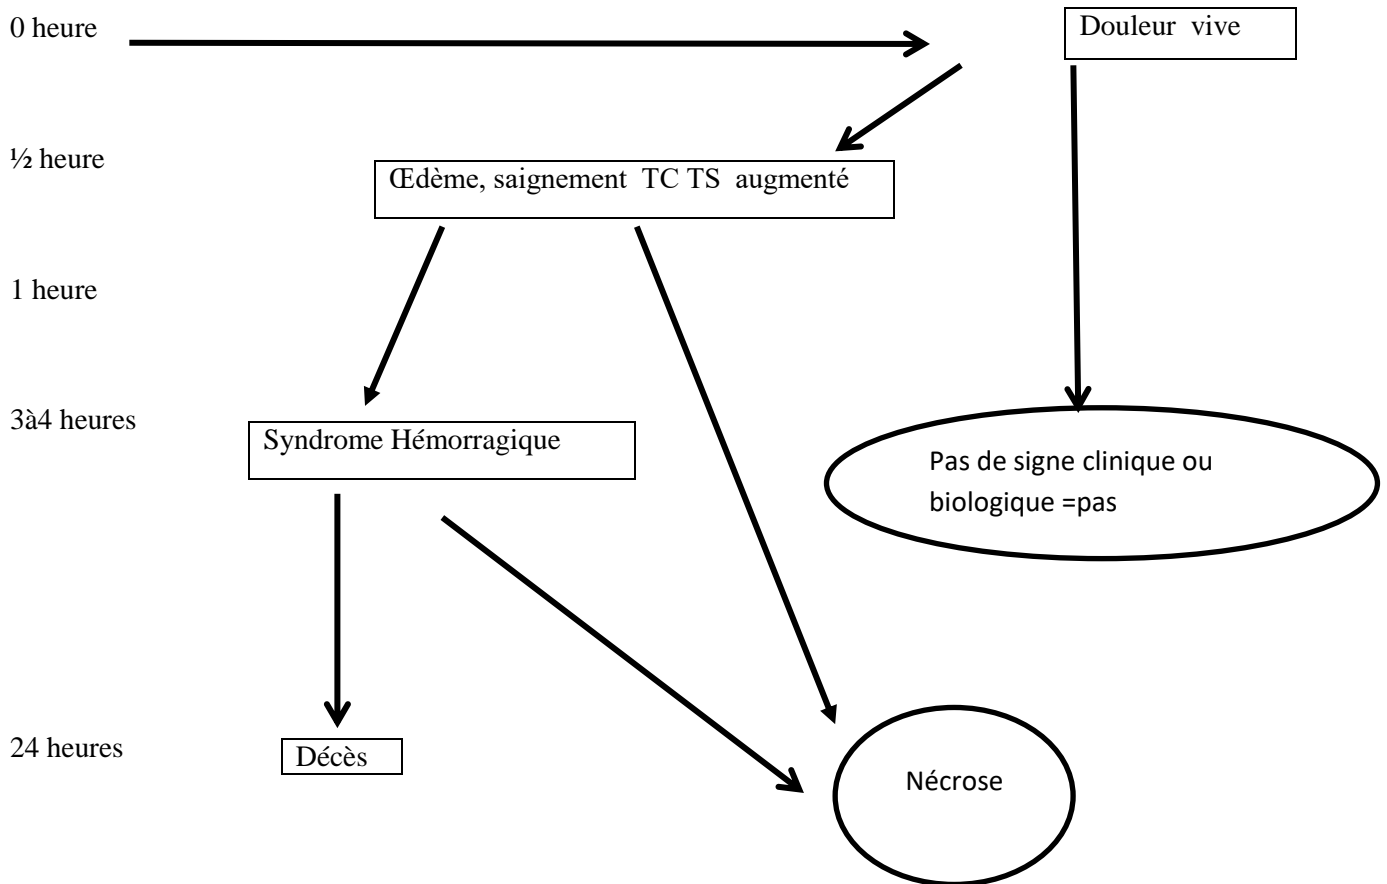 0 heure
Douleur vive
½ heure
Œdème, saignement TC TS augmenté
1 heure
3à4 heures
Syndrome Hémorragique
Pas de signe clinique ou
biologique =pas
24 heures
Décès
Nécrose